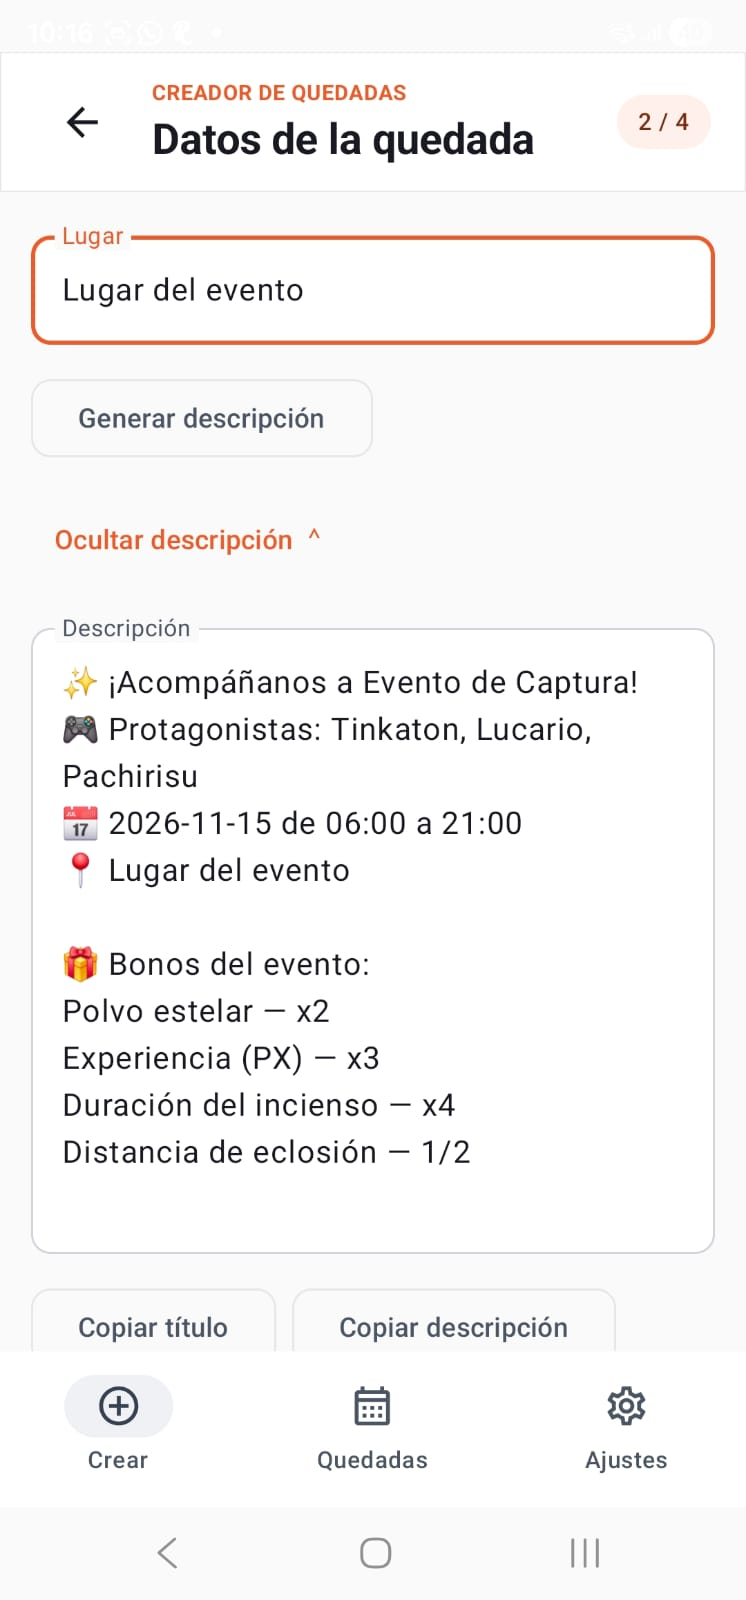 10:16
CREADOR DE QUEDADAS
Datos de la quedada
2 / 4
Lugar
Lugar del evento
Generar descripción
Ocultar descripción ^
Descripción
✨ ¡Acompáñanos a Evento de Captura!
🎮 Protagonistas: Tinkaton, Lucario,
Pachirisu
📅 2026-11-15 de 06:00 a 21:00
📍 Lugar del evento
🎁 Bonos del evento:
Polvo estelar — x2
Experiencia (PX) — x3
Duración del incienso — x4
Distancia de eclosión — 1/2
Copiar título
Copiar descripción
Crear
Quedadas
Ajustes